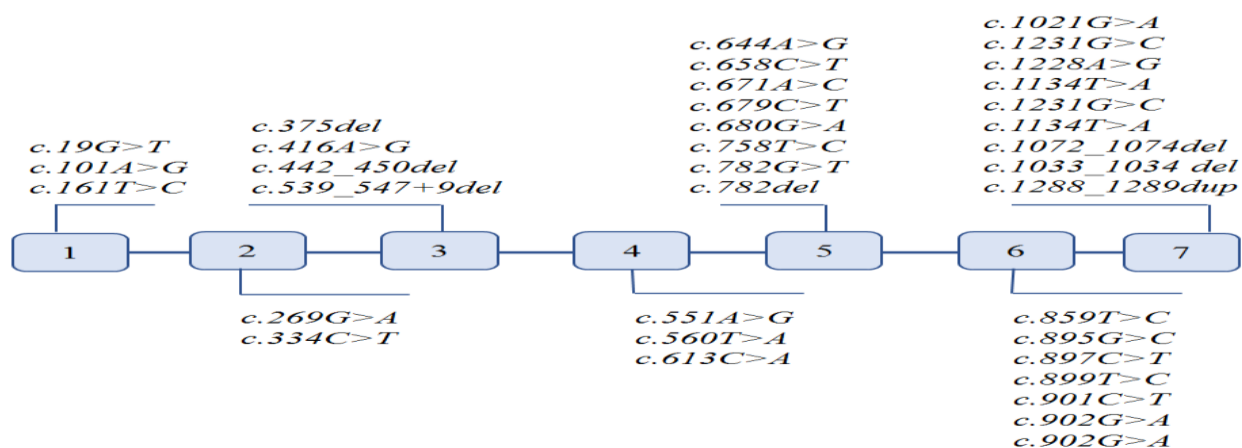 c.19G>T
c.101A>G
c.161T>C
c.375del
c.416A>G
c.442_450del
c.539_547+9del
c.644A>G
c.658C>T
c.671A>C
c.679C>T
c.680G>A
c.758T>C
c.782G>T
c.782del
c.1021G>A
c.1231G>C
c.1228A>G
c.1134T>A
c.1231G>C
c.1134T>A
c.1072_1074del
c.1033_1034 del
c.1288_1289dup
1 2 3 4 5 6 7
c.269G>A
c.334C>T
c.551A>G
c.560T>A
c.613C>A
c.859T>C
c.895G>C
c.897C>T
c.899T>C
c.901C>T
c.902G>A
c.902G>A